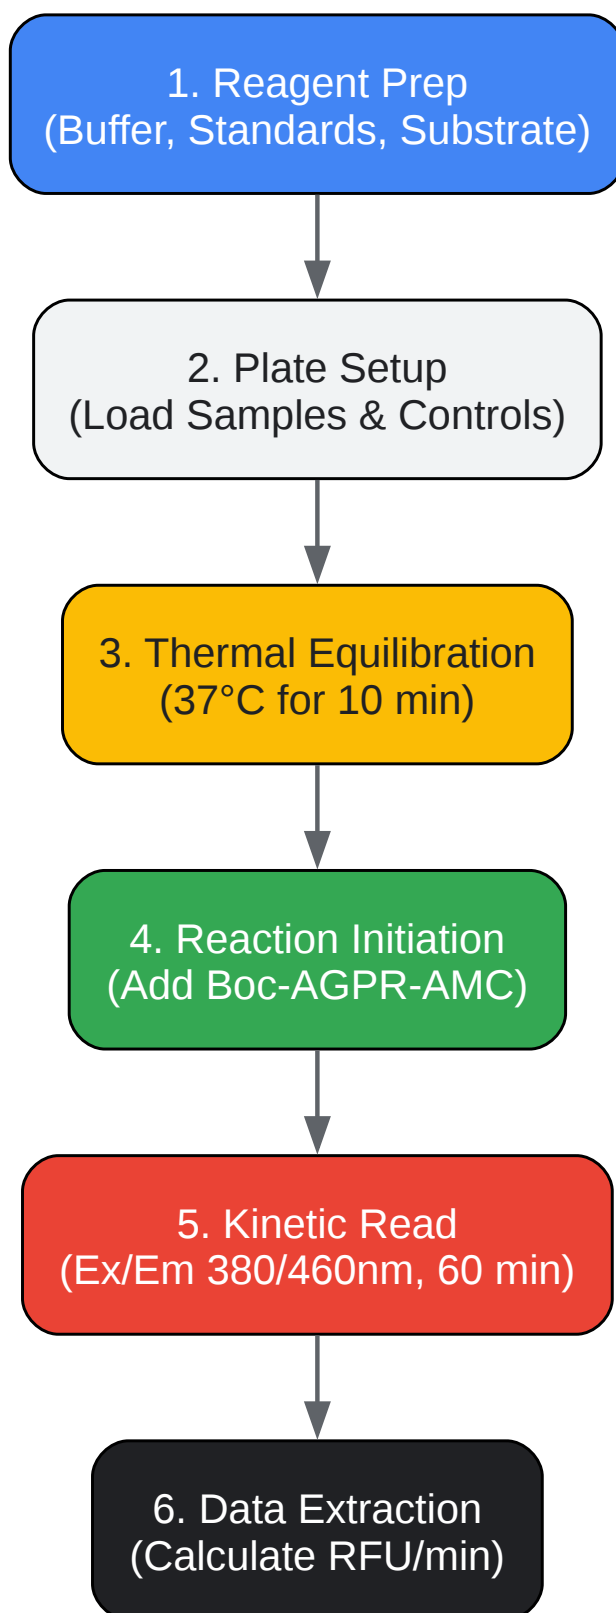 1. Reagent Prep
(Buffer, Standards, Substrate)
2. Plate Setup
(Load Samples & Controls)
3. Thermal Equilibration
(37°C for 10 min)
4. Reaction Initiation
(Add Boc-AGPR-AMC)
5. Kinetic Read
(Ex/Em 380/460nm, 60 min)
6. Data Extraction
(Calculate RFU/min)